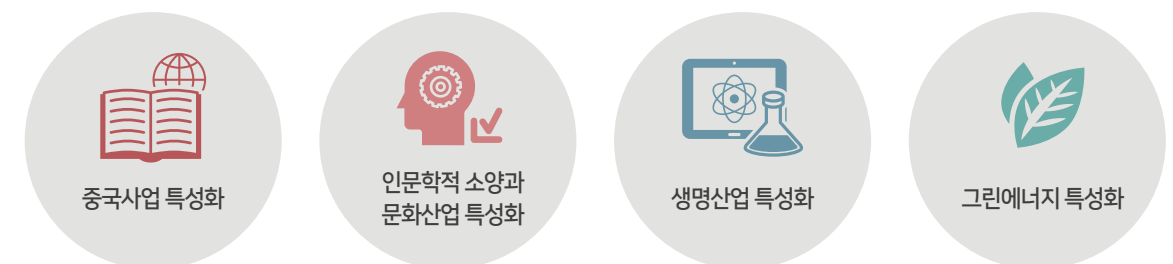 중국사업 특성화
인문학적 소양과
문화산업 특성화
생명산업 특성화
그린에너지 특성화